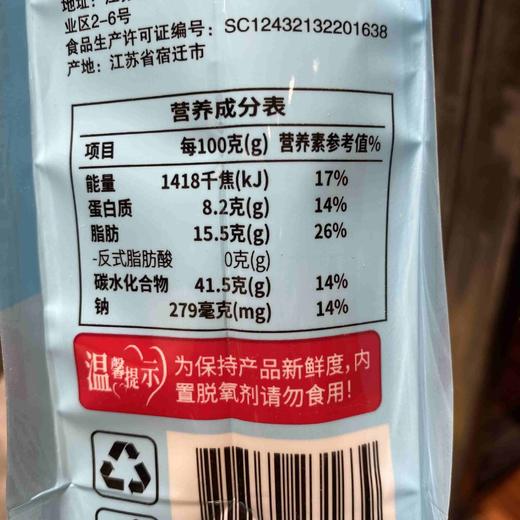 业区2-6号
食品生产许可证编号: SC12432132201638
产地: 江苏省宿迁市
营养成分表
项目 每100克(g) 营养素参考值%
能量 1418千焦(kJ) 17%
蛋白质 8.2克(g) 14%
脂肪 15.5克(g) 26%
-反式脂肪酸 0克(g)
碳水化合物 41.5克(g) 14%
钠 279毫克(mg) 14%
温馨提示
为保持产品新鲜度,内
置脱氧剂请勿食用!